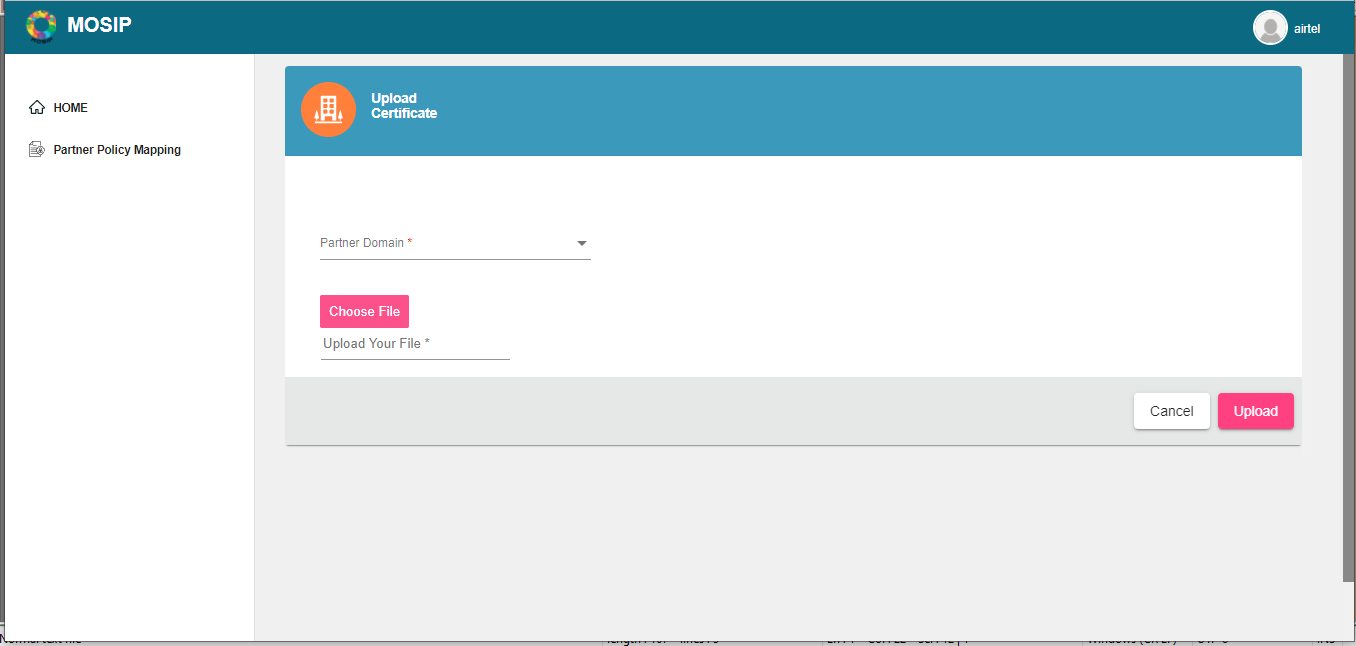 MOSIP
airtel
HOME
Partner Policy Mapping
Upload
Certificate
Partner Domain *
Choose File
Upload Your File *
Cancel
Upload